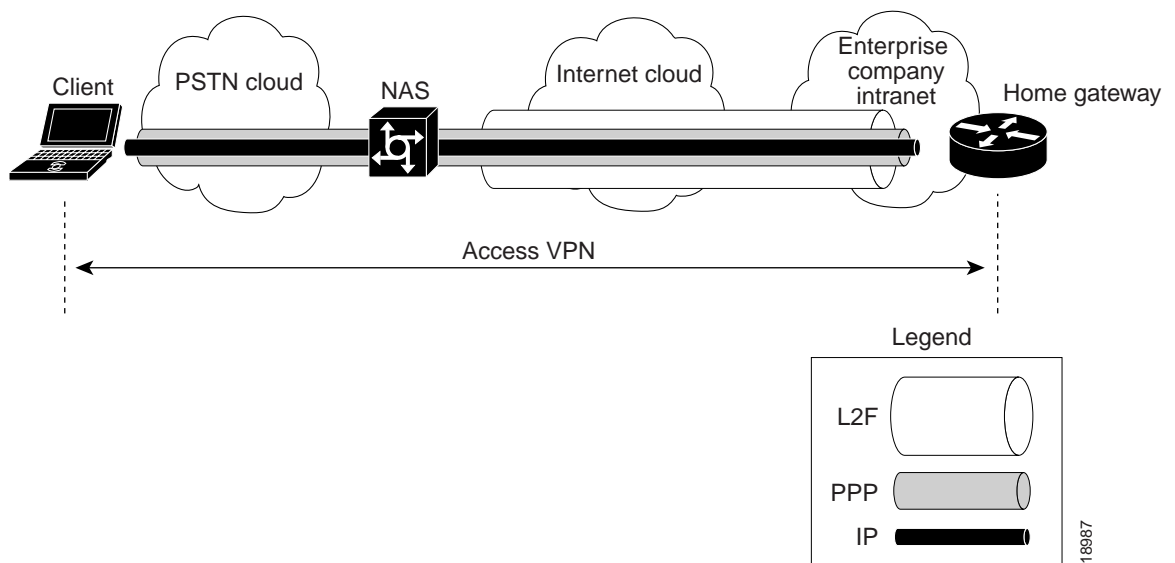 Client
PSTN cloud
NAS
Internet cloud
Enterprise
company
intranet
Home gateway
Access VPN
Legend
L2F
PPP
IP
18987